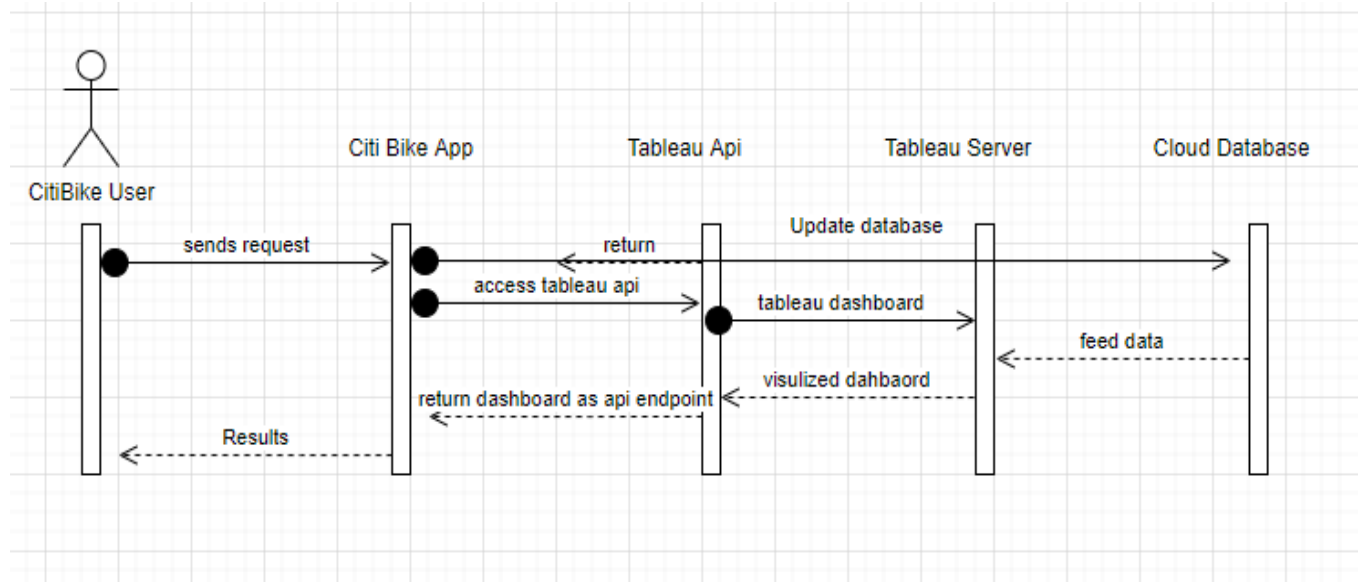 Citi Bike App
Tableau Api
Tableau Server
Cloud Database
CitiBike User
Update database
sends request
return
access tableau api
tableau dashboard
feed data
visulized dahbaord
return dashboard as api endpoint
Results